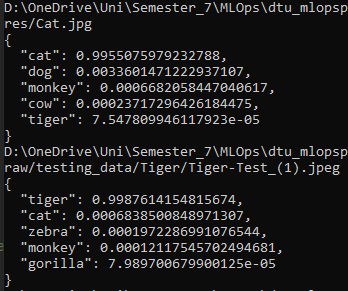 D:\OneDrive\Uni\Semester_7\MLOps\dtu_mlopsp
res/Cat.jpg
{
  "cat": 0.9955075979232788,
  "dog": 0.0033601471222937107,
  "monkey": 0.0006682058447040617,
  "cow": 0.00023717296426184475,
  "tiger": 7.547809946117923e-05
}
D:\OneDrive\Uni\Semester_7\MLOps\dtu_mlopsp
raw/testing_data/Tiger/Tiger-Test_(1).jpeg
{
  "tiger": 0.9987614154815674,
  "cat": 0.0006838500848971307,
  "zebra": 0.0001972286991076544,
  "monkey": 0.00012117545702494681,
  "gorilla": 7.989700679900125e-05
}